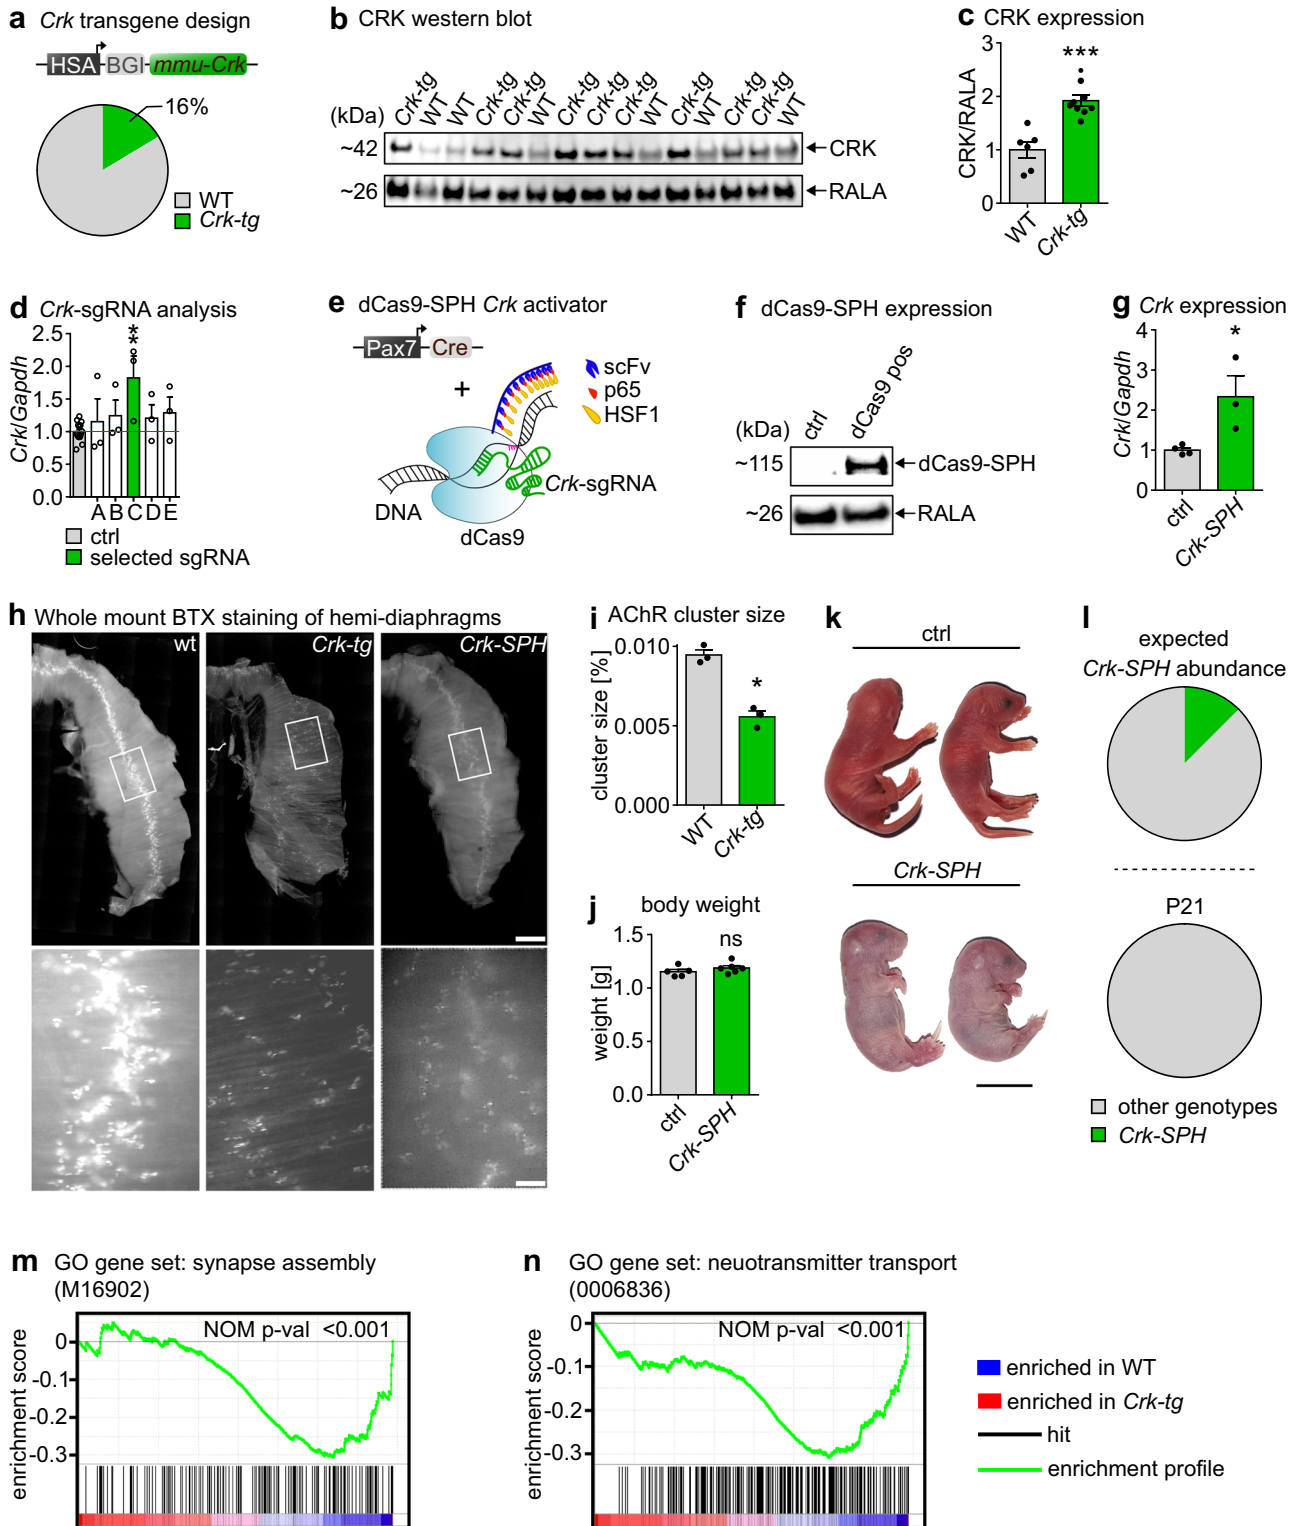 a Crk transgene design
HSA BGI mmu-Crk
16%
WT
Crk-tg
b CRK western blot
Crk-tg WT WT Crk-tg Crk-tg WT Crk-tg Crk-tg Crk-tg WT Crk-tg WT Crk-tg Crk-tg WT
(kDa)
~42 CRK
~26 RALA
c CRK expression
***
CRK/RALA
3
2
1
0
WT Crk-tg
d Crk-sgRNA analysis
**
Crk/Gapdh
2.5
2.0
1.5
1.0
0.5
0.0
A B C D E
ctrl
selected sgRNA
e dCas9-SPH Crk activator
Pax7 Cre
+
scFv
p65
HSF1
Crk-sgRNA
DNA
dCas9
f dCas9-SPH expression
ctrl dCas9 pos
(kDa)
~115 dCas9-SPH
~26 RALA
g Crk expression
*
Crk/Gapdh
4
3
2
1
0
ctrl Crk-SPH
h Whole mount BTX staining of hemi-diaphragms
wt Crk-tg Crk-SPH
i AChR cluster size
*
cluster size [%]
0.010
0.005
0.000
WT Crk-tg
j body weight
ns
weight [g]
1.5
1.0
0.5
0.0
ctrl Crk-SPH
k
ctrl
Crk-SPH
l
expected
Crk-SPH abundance
P21
other genotypes
Crk-SPH
m GO gene set: synapse assembly
(M16902)
NOM p-val <0.001
enrichment score
0
-0.1
-0.2
-0.3
n GO gene set: neuotransmitter transport
(0006836)
NOM p-val <0.001
enrichment score
0
-0.1
-0.2
-0.3
enriched in WT
enriched in Crk-tg
hit
enrichment profile